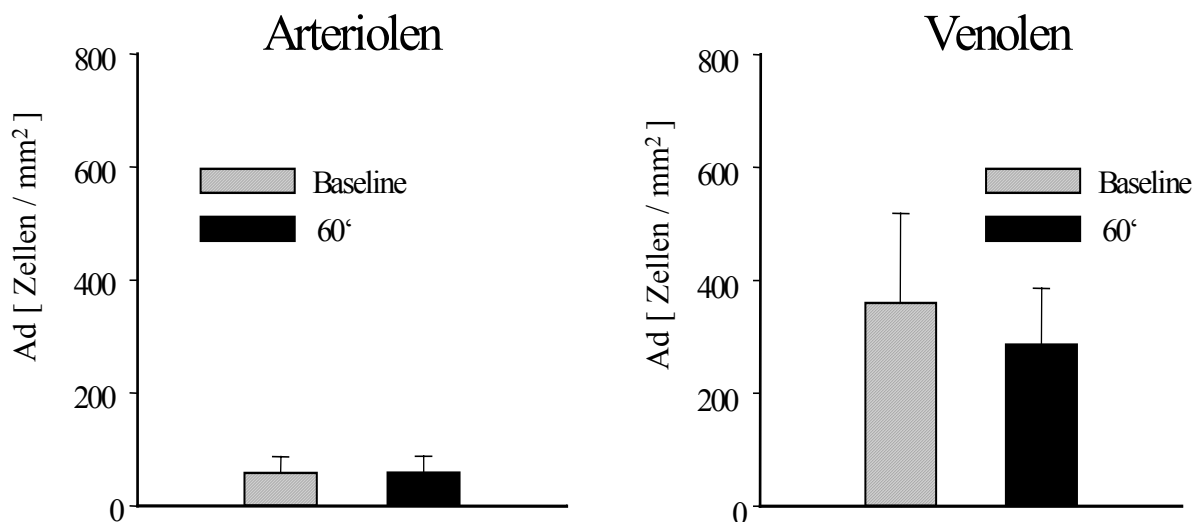 Arteriolen
800
600
400
200
0
Ad [ Zellen / mm² ]
Baseline
60‘
Venolen
800
600
400
200
0
Ad [ Zellen / mm² ]
Baseline
60‘